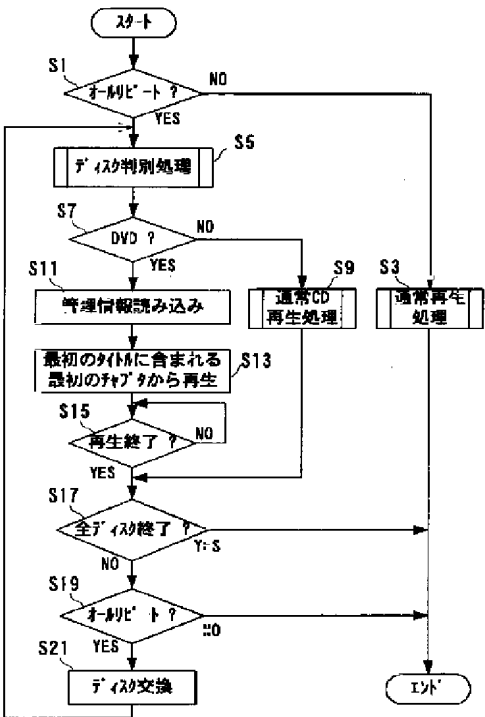 スタート
S1
オールリピート ?
NO
YES
ディスク判別処理
S5
S7
DVD ?
NO
YES
S11
管理情報読み込み
S9
通常CD
再生処理
S3
通常再生
処理
最初のタイトルに含まれる
最初のチャプタから再生
S13
S15
再生終了 ?
NO
YES
S17
全ディスク終了 ?
YES
NO
S19
オールリピート ?
NO
YES
S21
ディスク交換
エンド